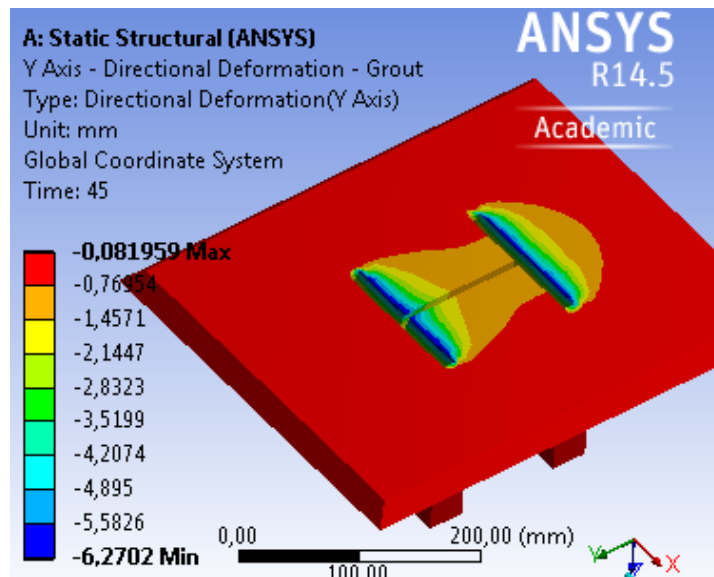 A: Static Structural (ANSYS)
Y Axis - Directional Deformation - Grout
Type: Directional Deformation(Y Axis)
Unit: mm
Global Coordinate System
Time: 45
ANSYS
R14.5
Academic
-0,081959 Max
-0,76954
-1,4571
-2,1447
-2,8323
-3,5199
-4,2074
-4,895
-5,5826
-6,2702 Min
0,00
200,00 (mm)
100,00
Y
X